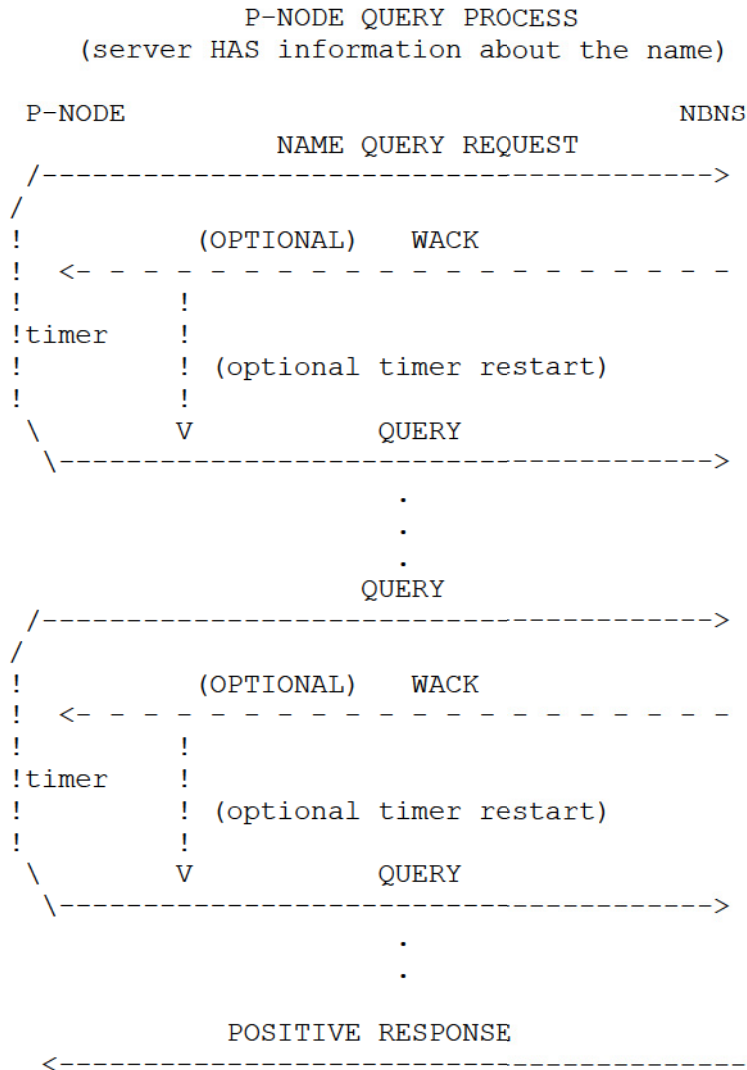 P-NODE QUERY PROCESS
(server HAS information about the name)
P-NODE NBNS
NAME QUERY REQUEST
/---------------------------------------->
/
! (OPTIONAL) WACK
! <- - - - - - - - - - - - - - - - - - - -
! !
!timer !
! ! (optional timer restart)
! !
\ V QUERY
\--------------------------------------->
.
.
.
QUERY
/---------------------------------------->
/
! (OPTIONAL) WACK
! <- - - - - - - - - - - - - - - - - - - -
! !
!timer !
! ! (optional timer restart)
! !
\ V QUERY
\--------------------------------------->
.
.
POSITIVE RESPONSE
<-----------------------------------------